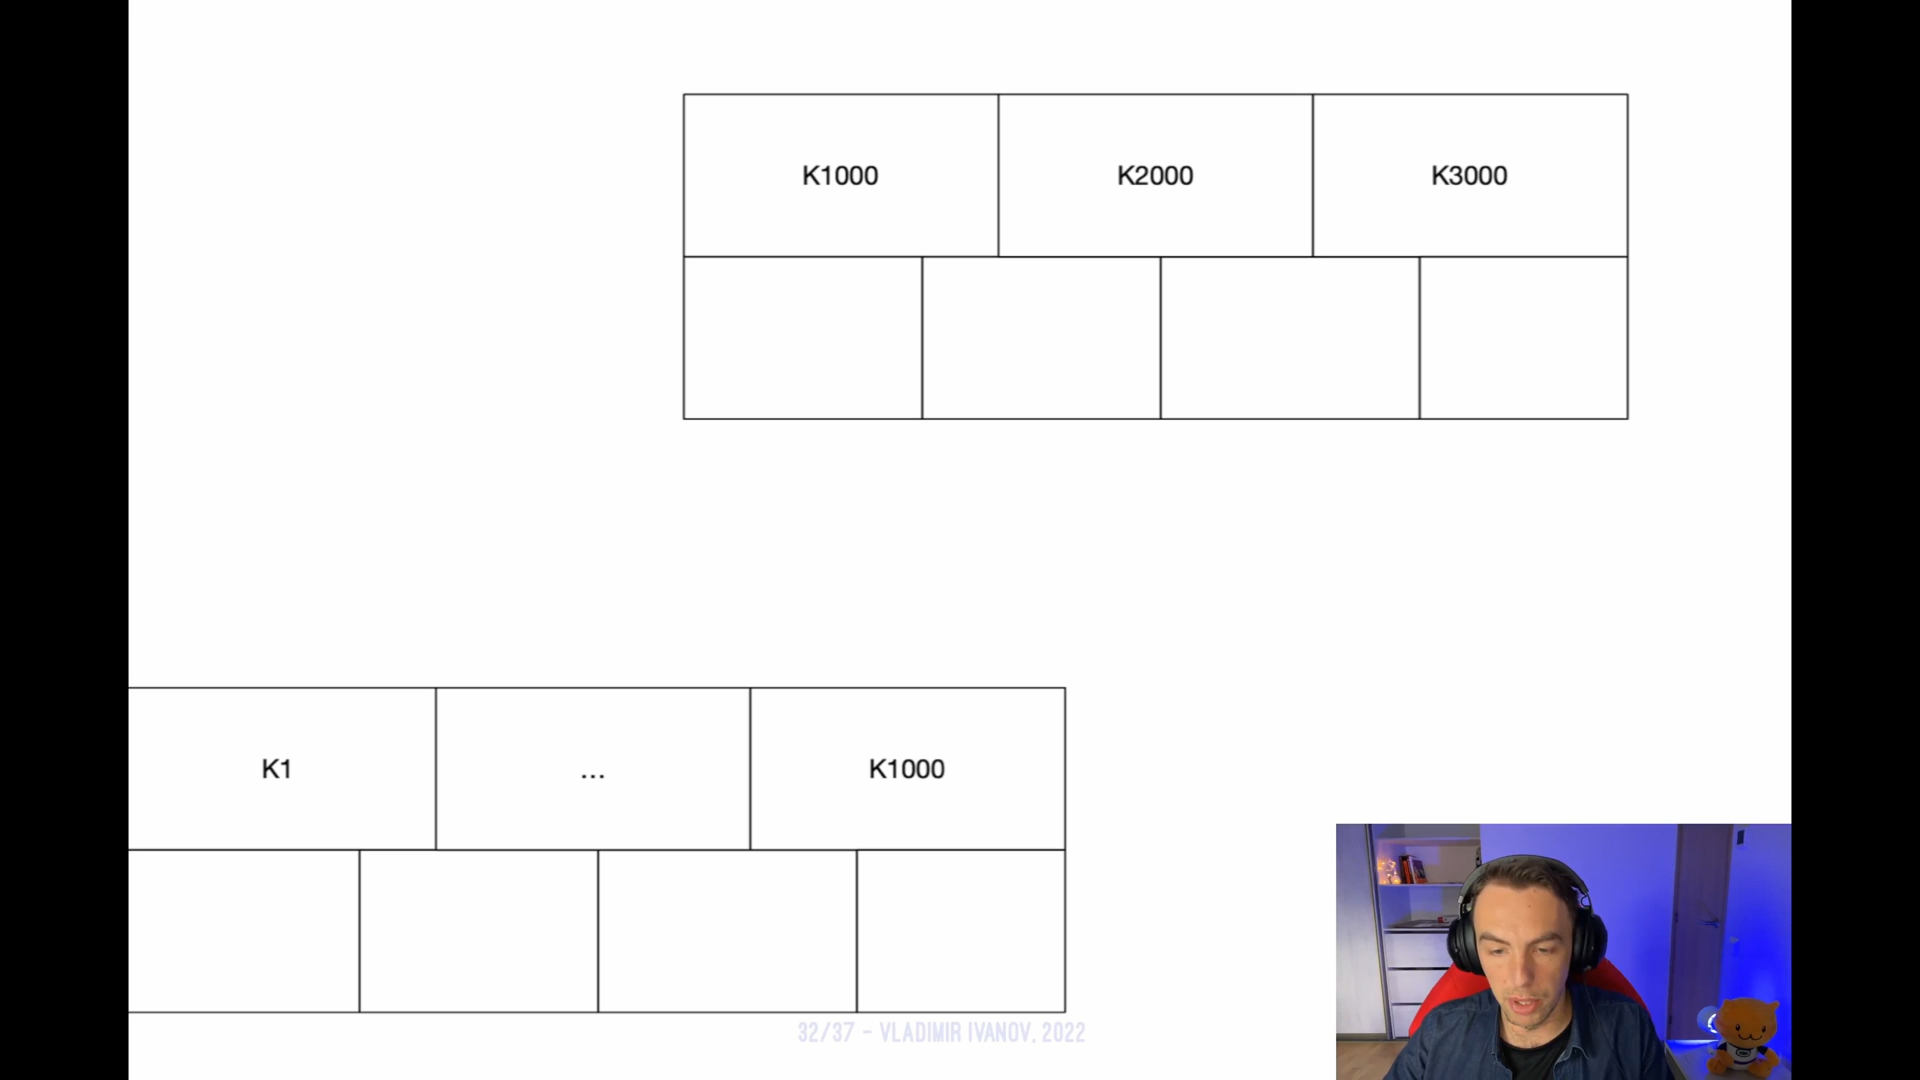 K1000 K2000 K3000
K1 ... K1000
32/37 – VLADIMIR IVANOV, 2022